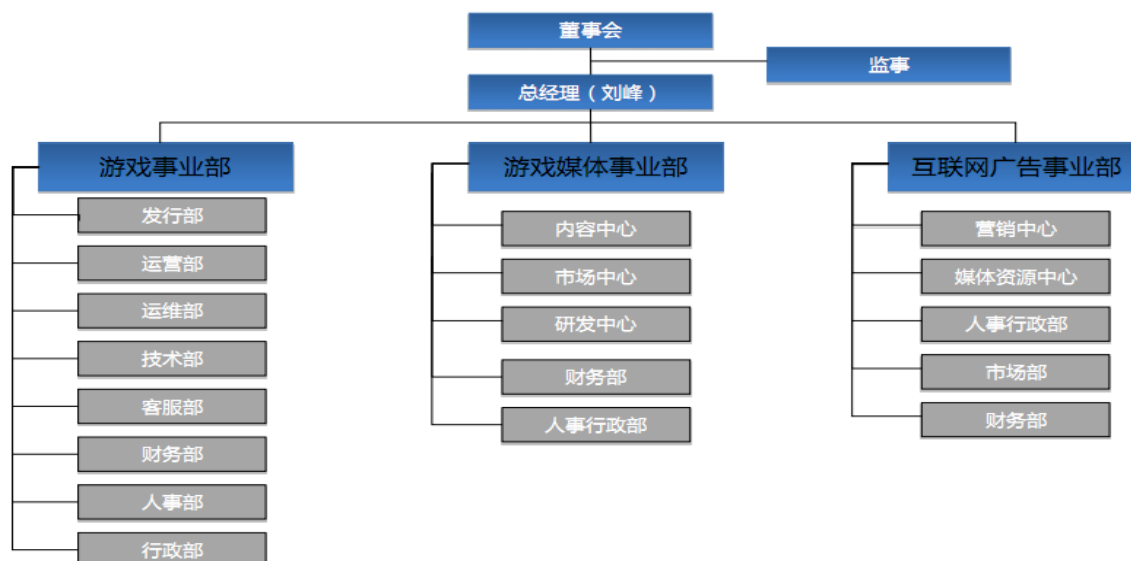 董事会
监事
总经理（刘峰）
游戏事业部
发行部
运营部
运维部
技术部
客服部
财务部
人事部
行政部
游戏媒体事业部
内容中心
市场中心
研发中心
财务部
人事行政部
互联网广告事业部
营销中心
媒体资源中心
人事行政部
市场部
财务部